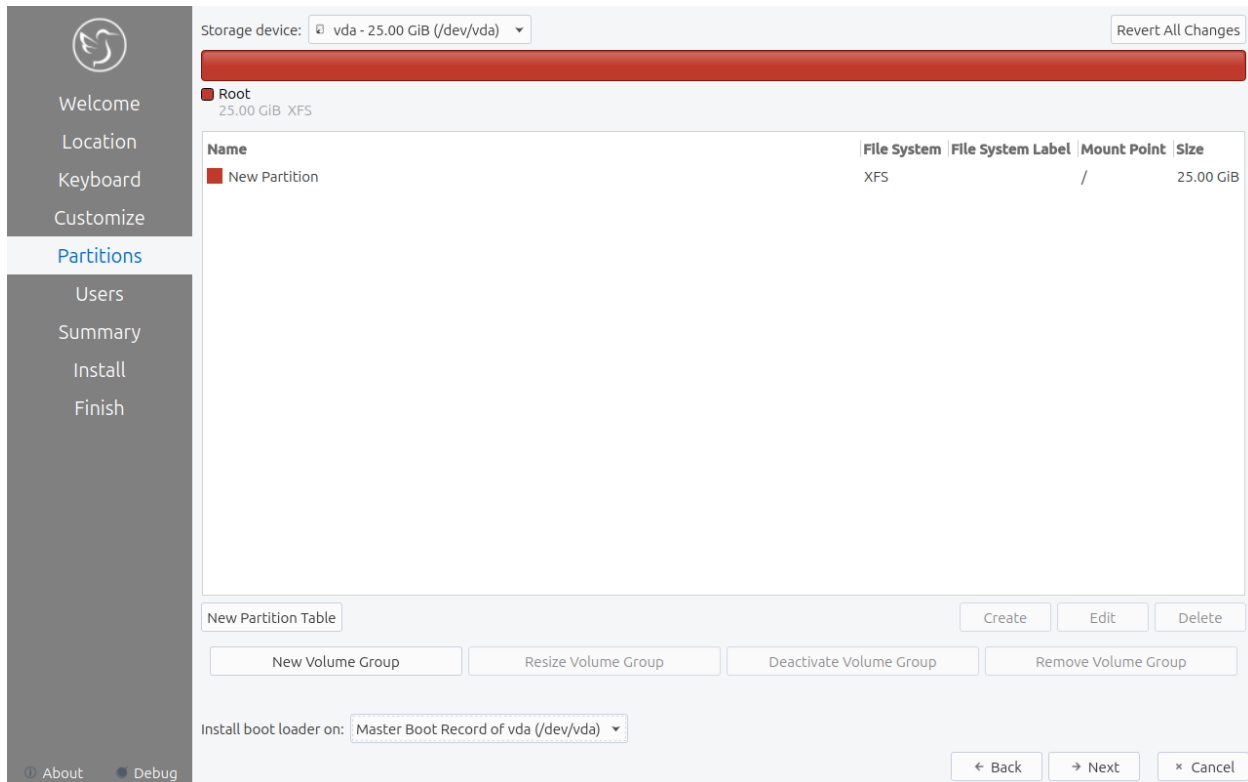 Storage device: vda - 25.00 GiB (/dev/vda) Revert All Changes
Root
25.00 GiB XFS
Welcome
Location
Keyboard
Customize
Partitions
Users
Summary
Install
Finish
Name File System File System Label Mount Point Size
New Partition XFS / 25.00 GiB
New Partition Table Create Edit Delete
New Volume Group Resize Volume Group Deactivate Volume Group Remove Volume Group
Install boot loader on: Master Boot Record of vda (/dev/vda)
About Debug Back Next Cancel